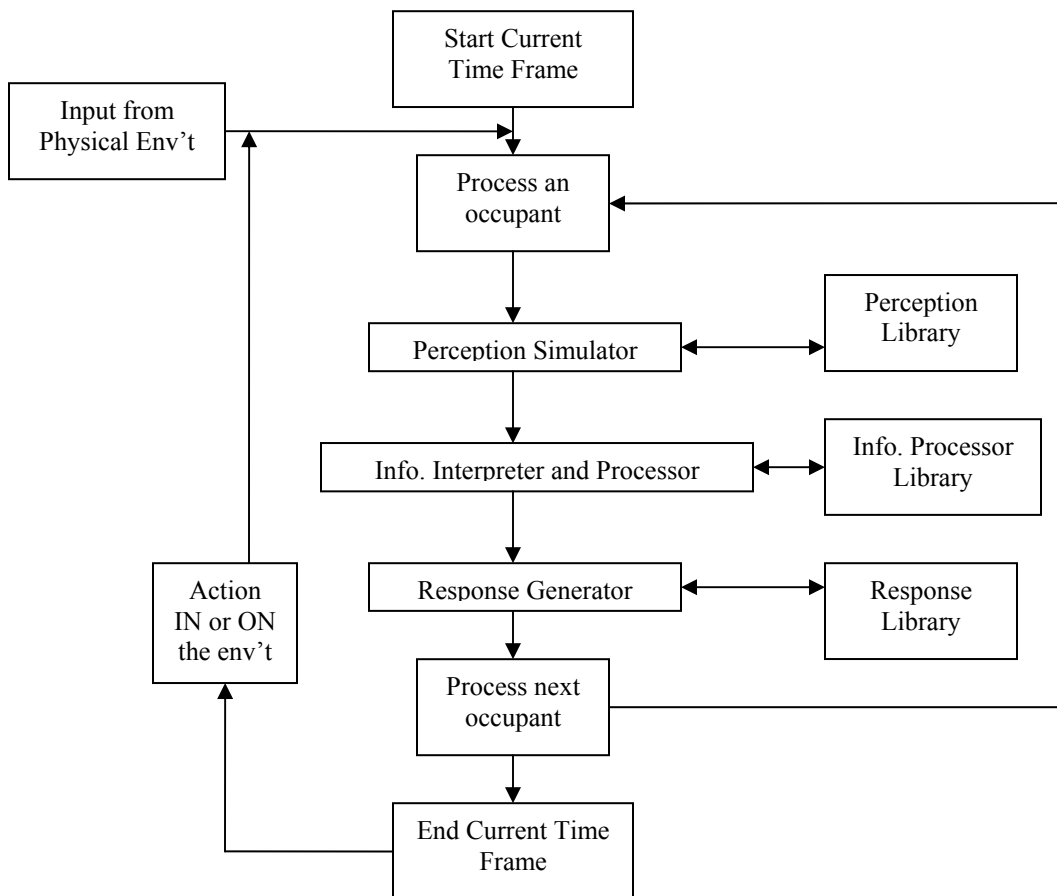 Start Current
Time Frame
Input from
Physical Env’t
Process an
occupant
Perception
Library
Perception Simulator
Info. Processor
Library
Info. Interpreter and Processor
Action
IN or ON
the env’t
Response Generator
Response
Library
Process next
occupant
End Current Time
Frame